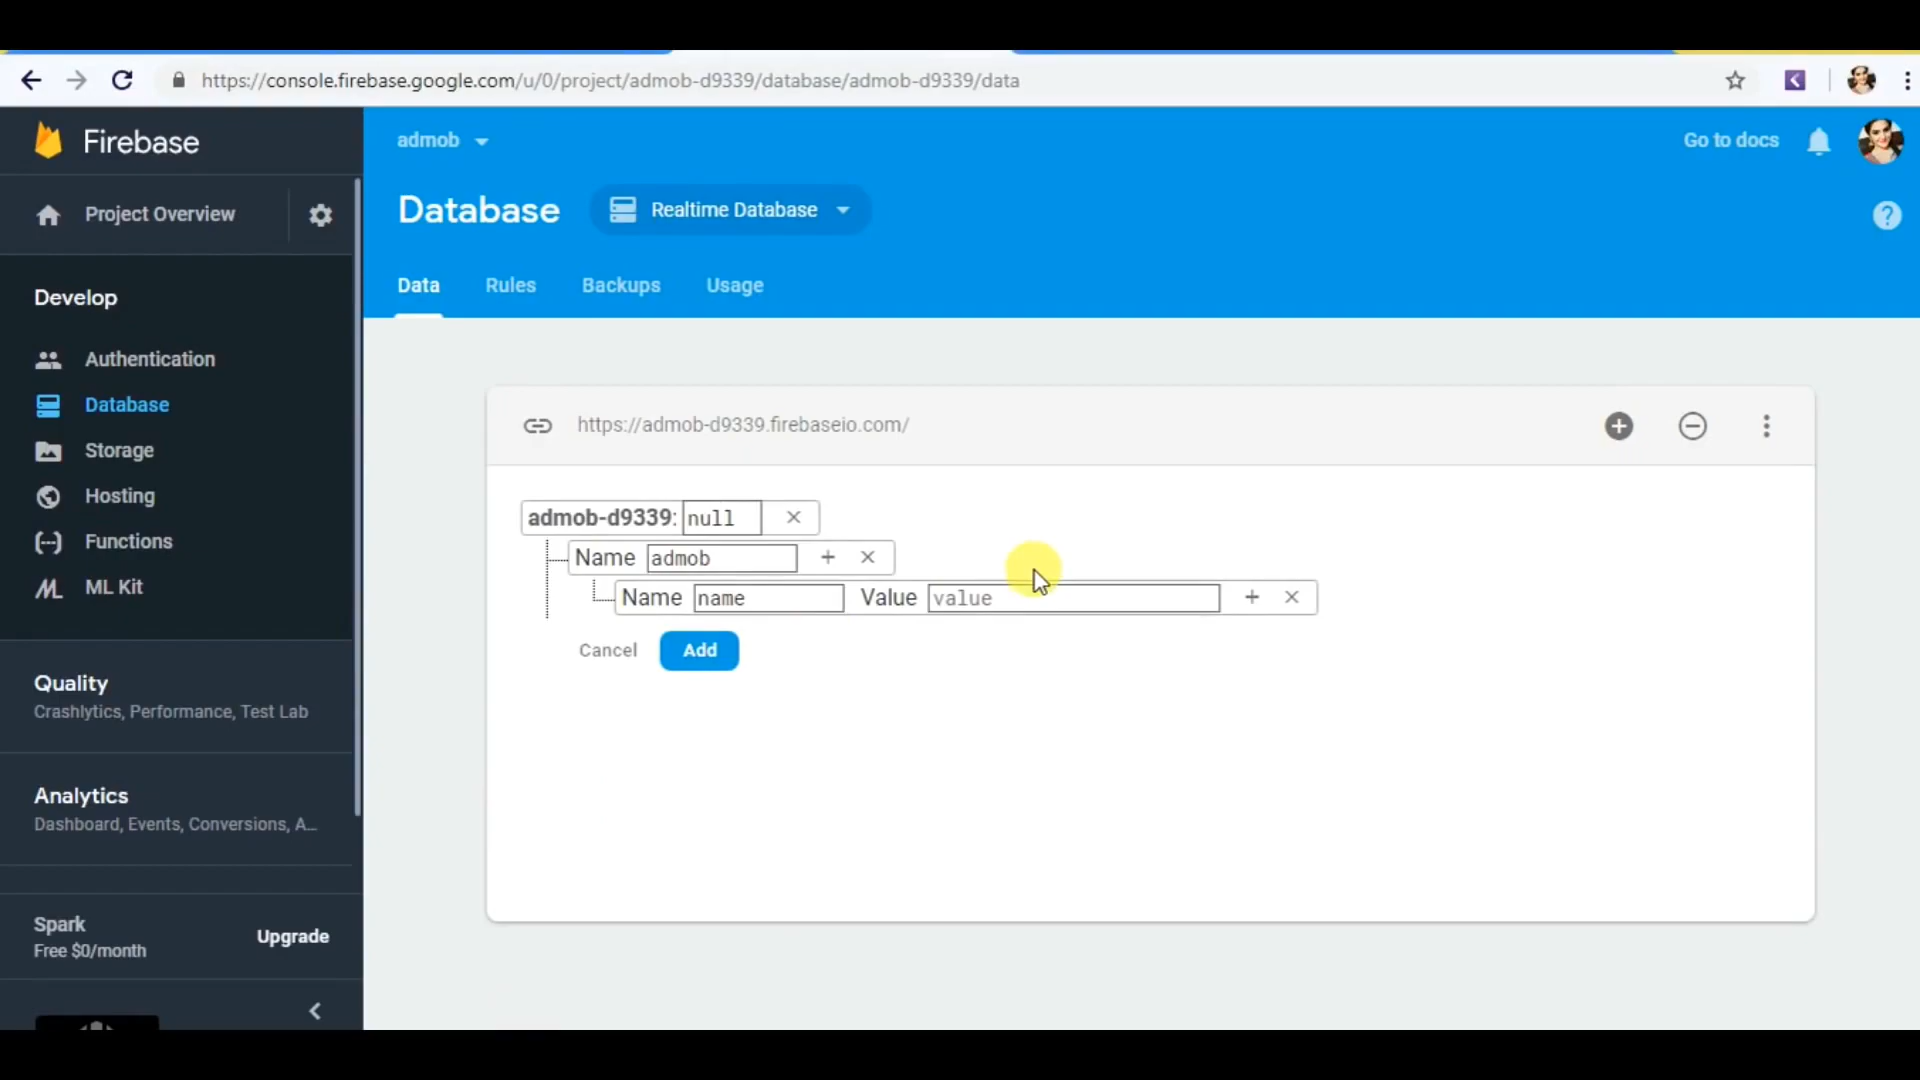 https://console.firebase.google.com/u/0/project/admob-d9339/database/admob-d9339/data
Firebase
admob
Go to docs
Project Overview
Database
Realtime Database
Data
Rules
Backups
Usage
Develop
Authentication
Database
Storage
Hosting
Functions
ML Kit
https://admob-d9339.firebaseio.com/
admob-d9339: null
Name admob
Name name Value value
Cancel
Add
Quality
Crashlytics, Performance, Test Lab
Analytics
Dashboard, Events, Conversions, A...
Spark
Free $0/month
Upgrade